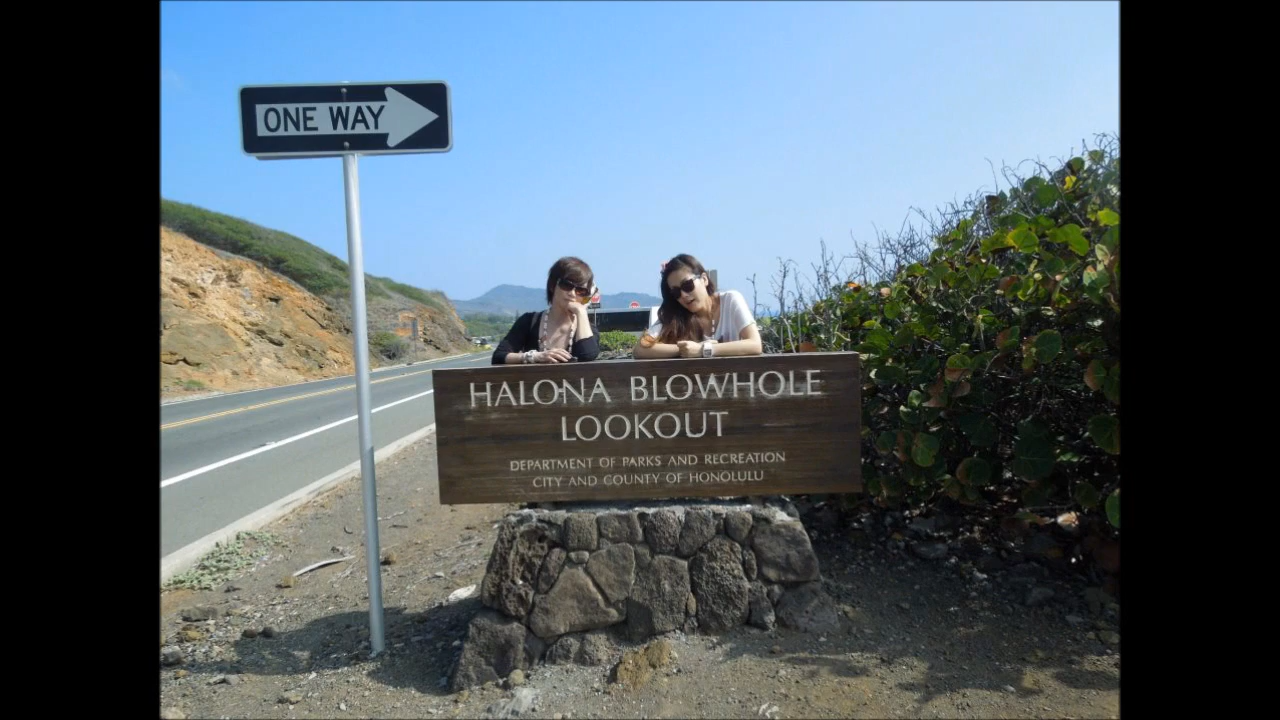 ONE WAY
HALONA BLOWHOLE
LOOKOUT
DEPARTMENT OF PARKS AND RECREATION
CITY AND COUNTY OF HONOLULU